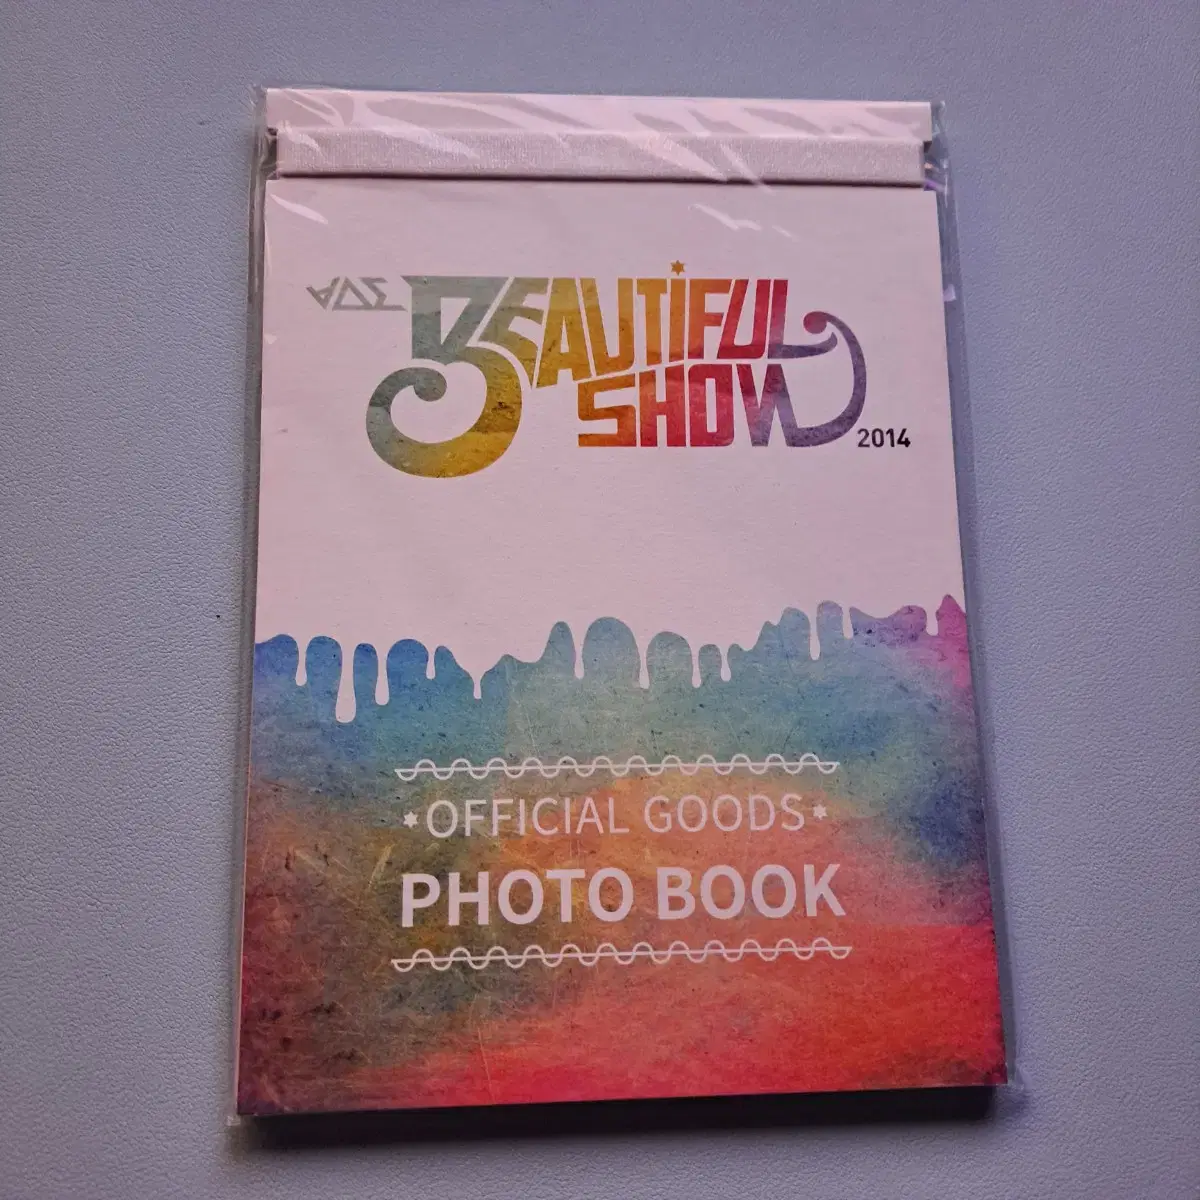 BEAUTIFUL
SHOW
2014
OFFICIAL GOODS
PHOTO BOOK